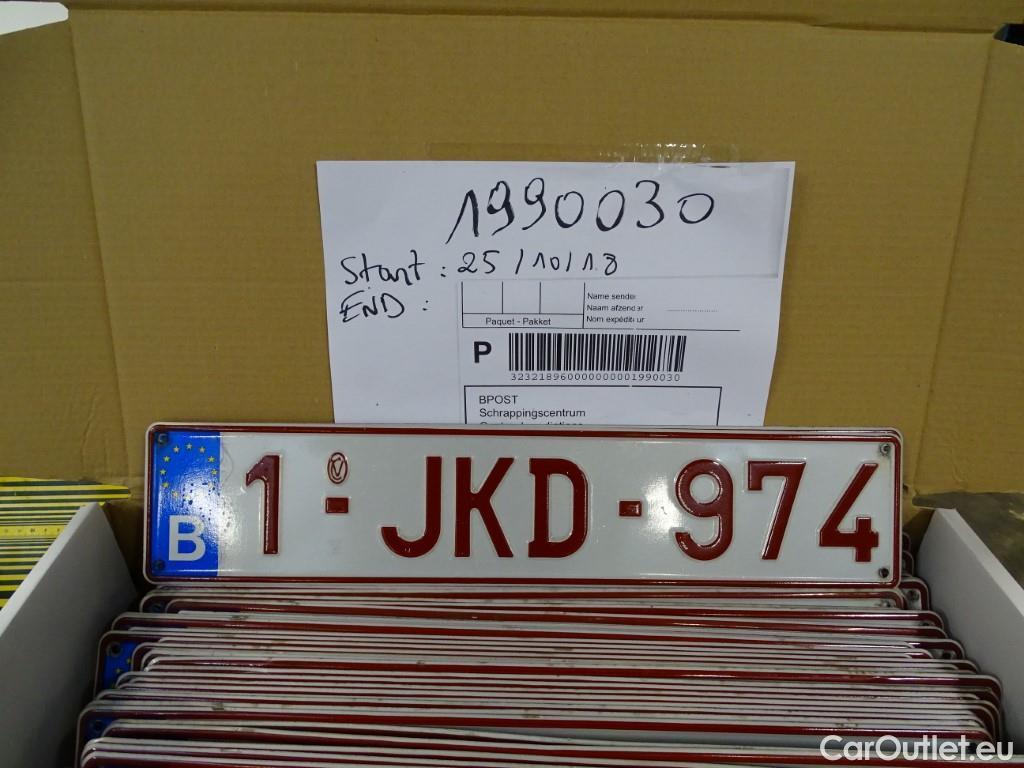 1990030
Start : 25/10/18
END :
Name sender
Naam afzender
Nom expéditeur
Paquet - Pakket
P
323218960000000001990030
BPOST
Schrappingscentrum
B 1-JKD-974
CarOutlet.eu